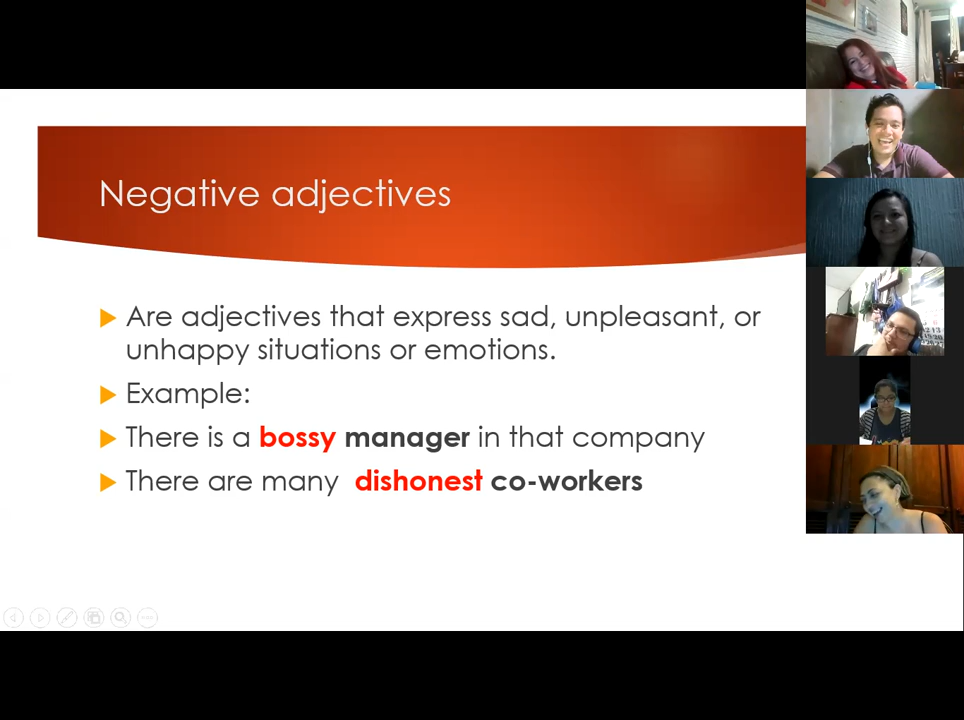 Negative adjectives
Are adjectives that express sad, unpleasant, or
unhappy situations or emotions.
Example:
There is a bossy manager in that company
There are many dishonest co-workers